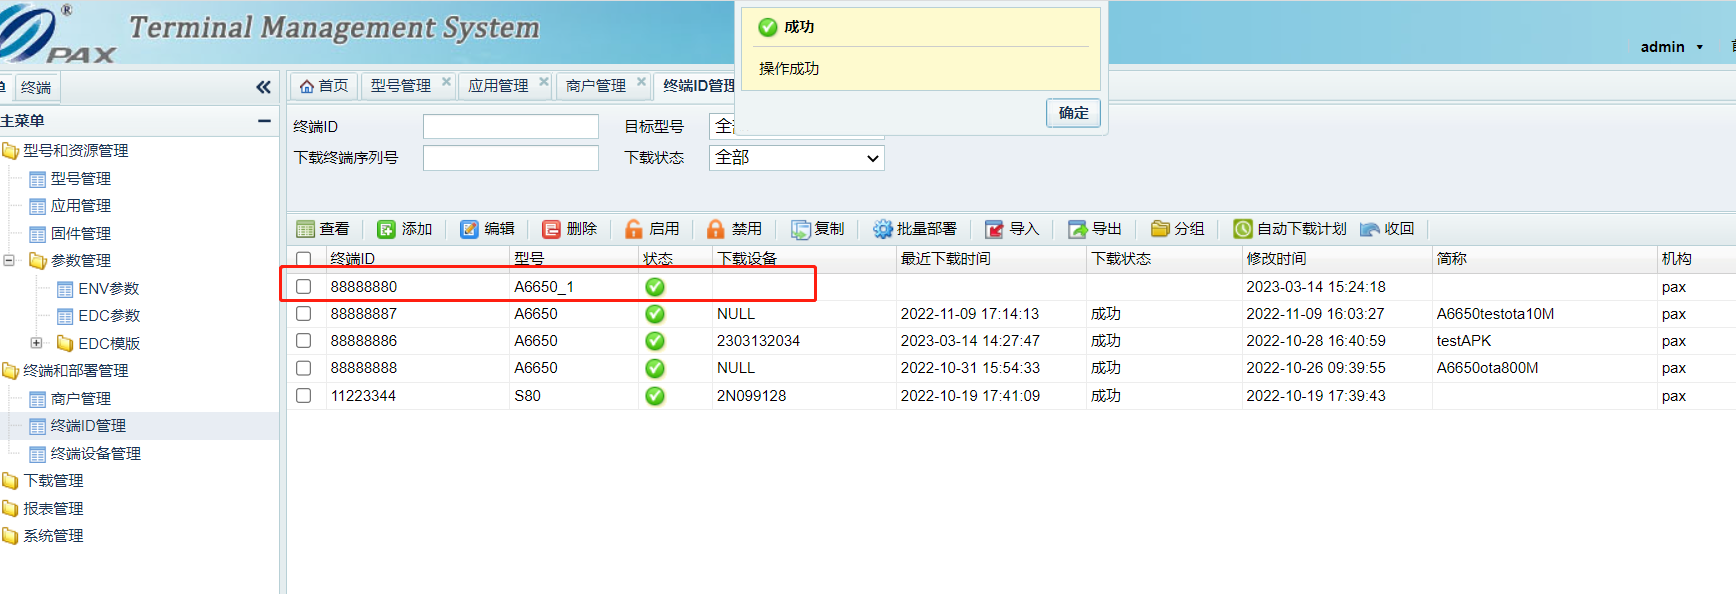 PAX ®
Terminal Management System
成功
操作成功
确定
admin
终端
首页 型号管理 应用管理 商户管理 终端ID管理
主菜单
型号和资源管理
型号管理
应用管理
固件管理
参数管理
ENV参数
EDC参数
EDC模版
终端和部署管理
商户管理
终端ID管理
终端设备管理
下载管理
报表管理
系统管理
终端ID 目标型号
下载终端序列号 下载状态 全部
查看 添加 编辑 删除 启用 禁用 复制 批量部署 导入 导出 分组 自动下载计划 收回
终端ID 型号 状态 下载设备 最近下载时间 下载状态 修改时间 简称 机构
88888880 A6650_1 2023-03-14 15:24:18 pax
88888887 A6650 NULL 2022-11-09 17:14:13 成功 2022-11-09 16:03:27 A6650testota10M pax
88888886 A6650 2303132034 2023-03-14 14:27:47 成功 2022-10-28 16:40:59 testAPK pax
88888888 A6650 NULL 2022-10-31 15:54:33 成功 2022-10-26 09:39:55 A6650ota800M pax
11223344 S80 2N099128 2022-10-19 17:41:09 成功 2022-10-19 17:39:43 pax